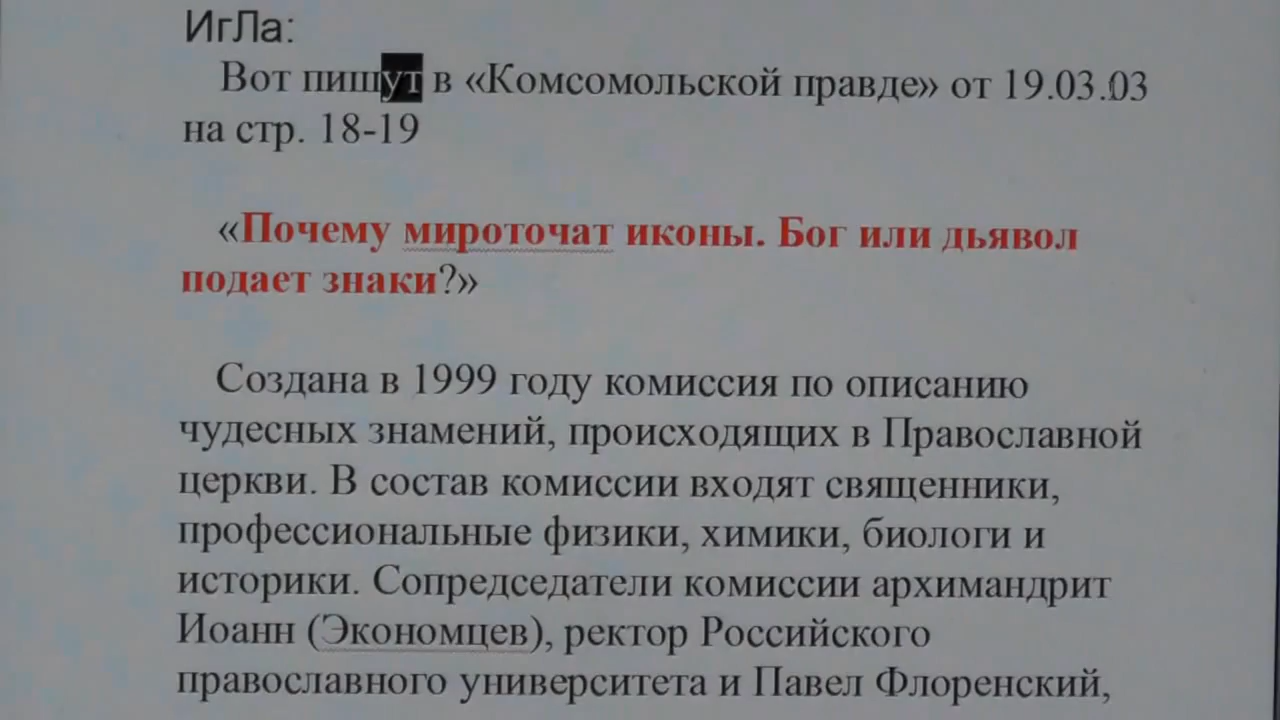 ИгЛа:
Вот пишут в «Комсомольской правде» от 19.03.03
на стр. 18-19
«Почему мироточат иконы. Бог или дьявол
подает знаки?»
Создана в 1999 году комиссия по описанию
чудесных знамений, происходящих в Православной
церкви. В состав комиссии входят священники,
профессиональные физики, химики, биологи и
историки. Сопредседатели комиссии архимандрит
Иоанн (Экономцев), ректор Российского
православного университета и Павел Флоренский,